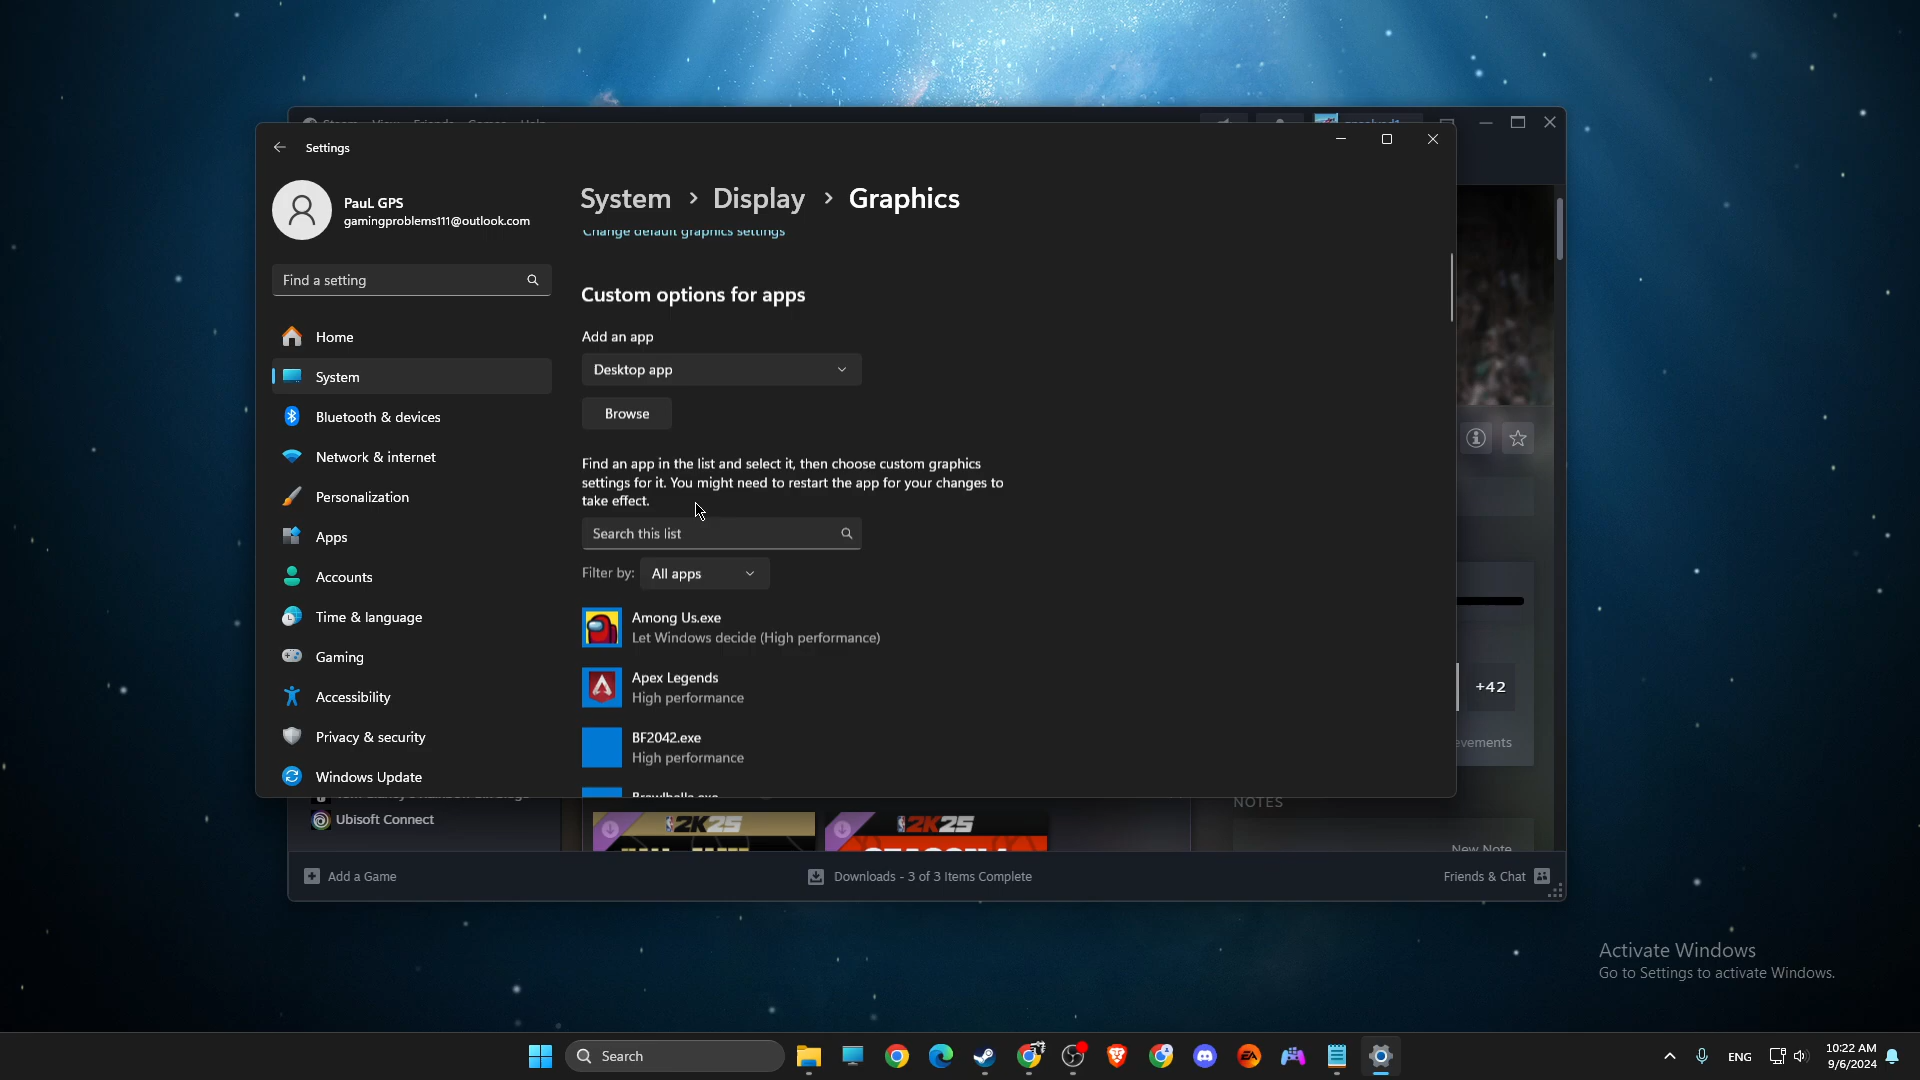 Settings
PauL GPS
gamingproblems111@outlook.com
Find a setting
Home
System
Bluetooth & devices
Network & internet
Personalization
Apps
Accounts
Time & language
Gaming
Accessibility
Privacy & security
Windows Update
System > Display > Graphics
Change default graphics settings
Custom options for apps
Add an app
Desktop app
Browse
Find an app in the list and select it, then choose custom graphics
settings for it. You might need to restart the app for your changes to
take effect.
Search this list
Filter by: All apps
Among Us.exe
Let Windows decide (High performance)
Apex Legends
High performance
BF2042.exe
High performance
Brawlhalla.exe
+42
NOTES
New Note
Ubisoft Connect
2K25
2K25
Add a Game
Downloads - 3 of 3 Items Complete
Friends & Chat
Activate Windows
Go to Settings to activate Windows.
Search
EA
ENG
10:22 AM
9/6/2024